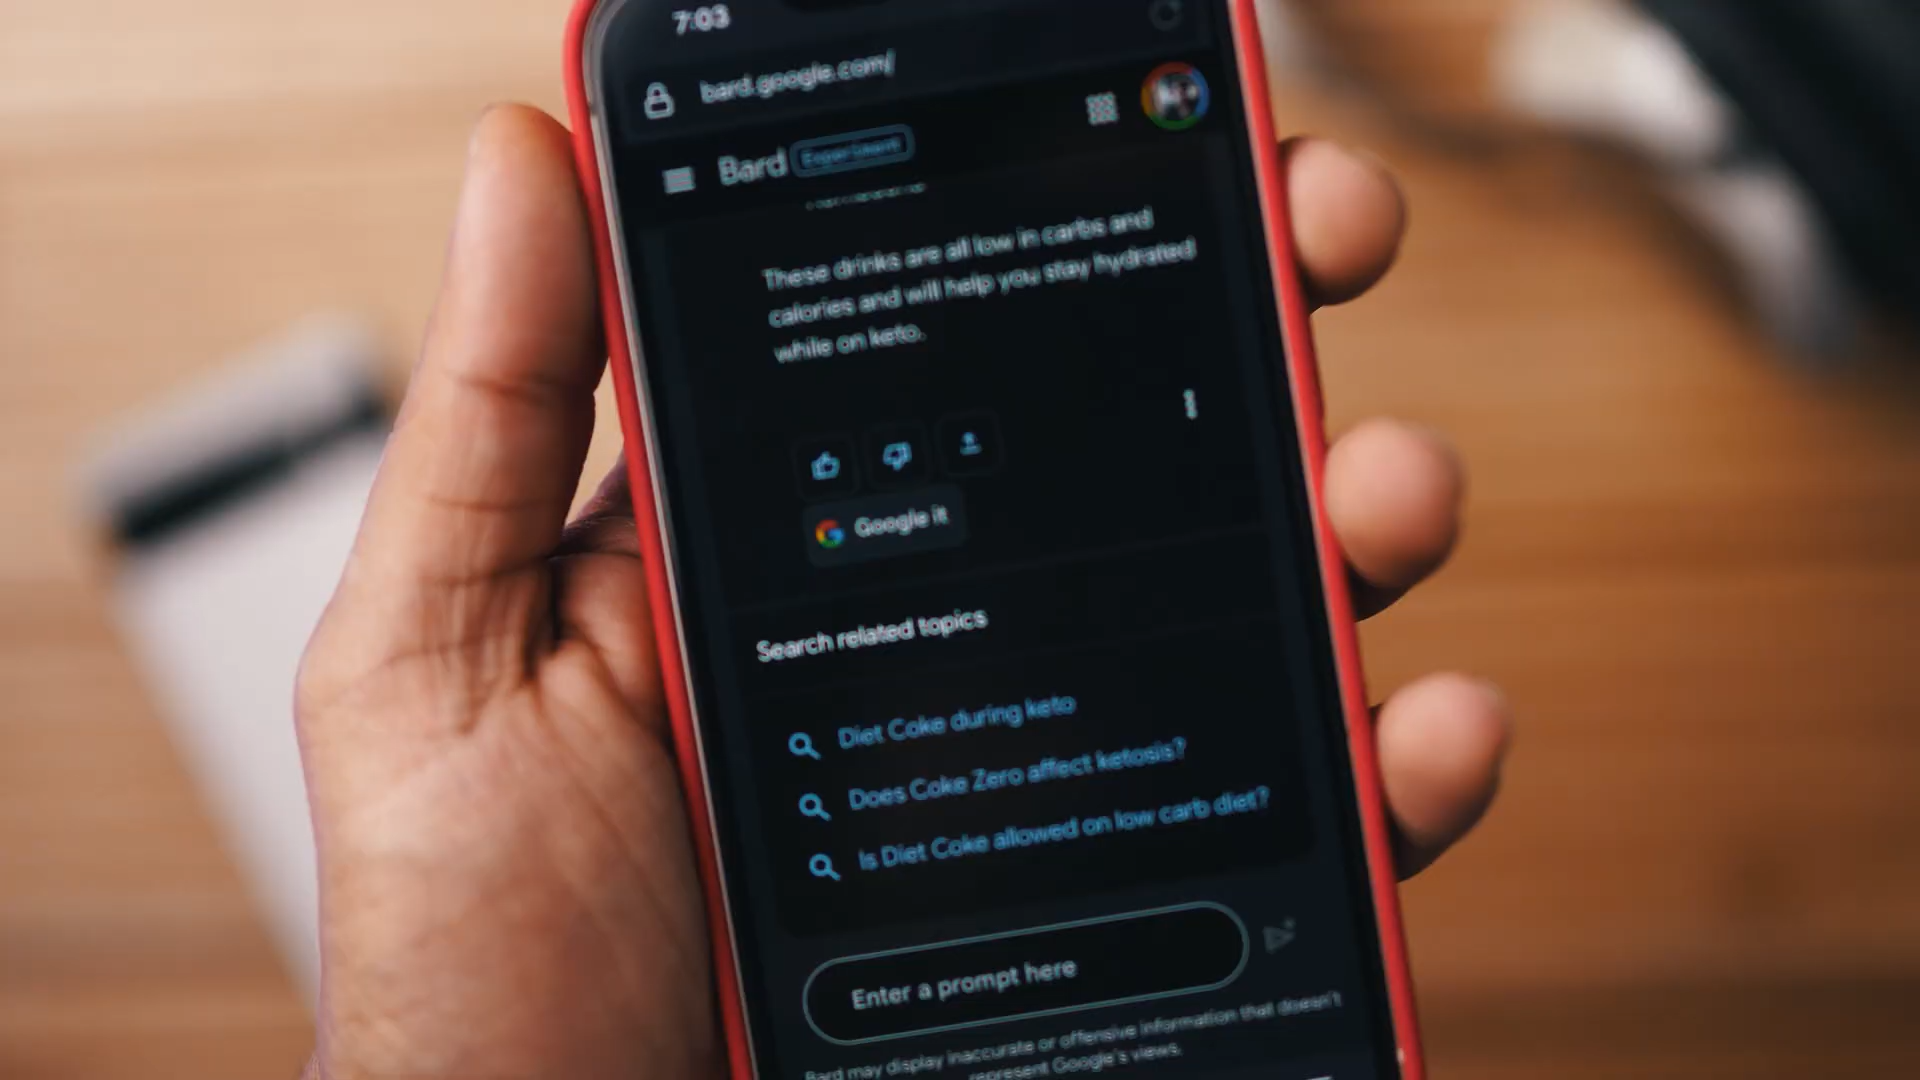 7:03
bard.google.com/
Bard Experiment
These drinks are all low in carbs and
calories and will help you stay hydrated
while on keto.
Google it
Search related topics
Diet Coke during keto
Does Coke Zero affect ketosis?
Is Diet Coke allowed on low carb diet?
Enter a prompt here
Bard may display inaccurate or offensive information that doesn't
represent Google's views.